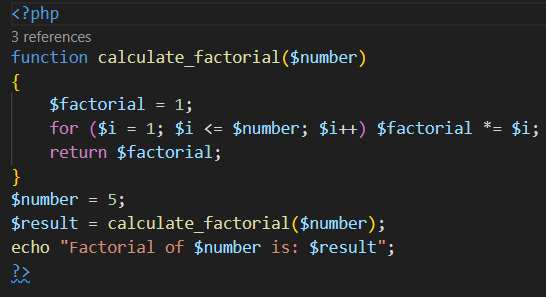 <?php
3 references
function calculate_factorial($number)
{
    $factorial = 1;
    for ($i = 1; $i <= $number; $i++) $factorial *= $i;
    return $factorial;
}
$number = 5;
$result = calculate_factorial($number);
echo "Factorial of $number is: $result";
?>